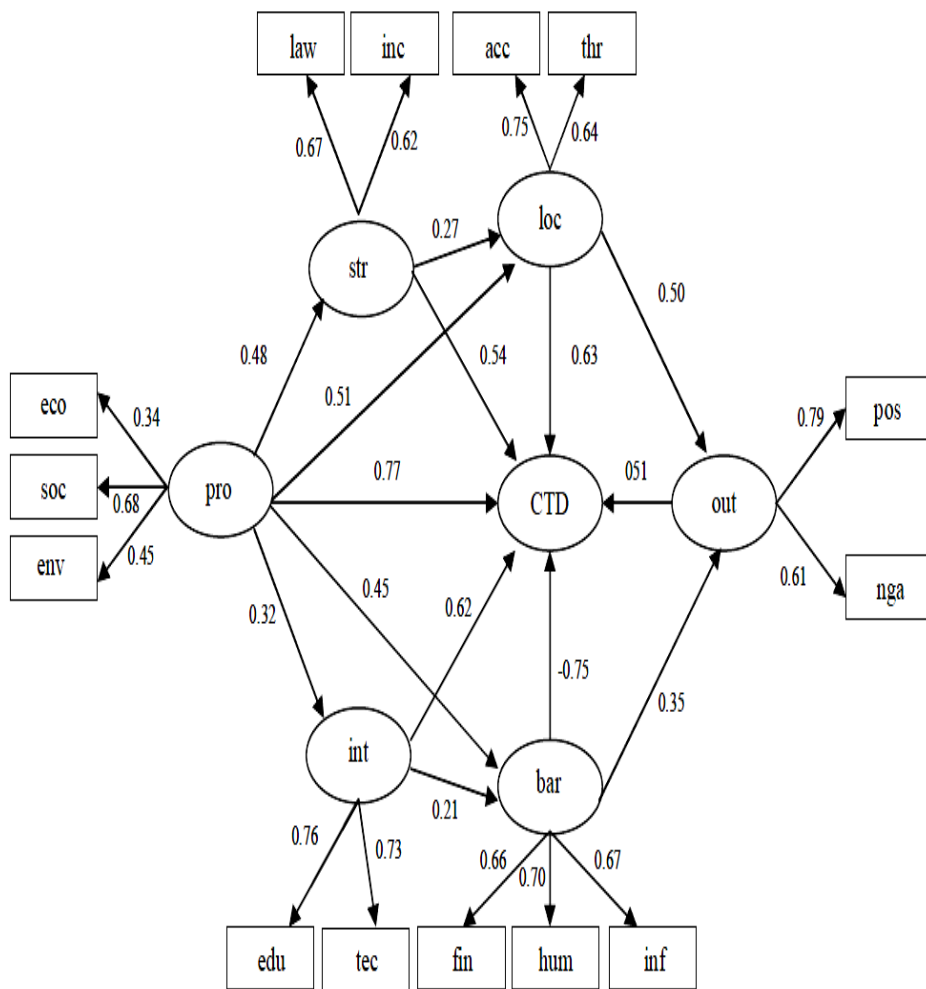 law inc acc thr
0.67 0.62 0.75 0.64
loc
0.27
str
0.50
0.48 0.54 0.63
0.51
eco 0.34 0.79 pos
soc 0.68 pro 0.77 CTD 051 out
env 0.45
0.32 0.45 0.62 0.61 nga
-0.75 0.35
int bar
0.21
0.76 0.73 0.66 0.70 0.67
edu tec fin hum inf